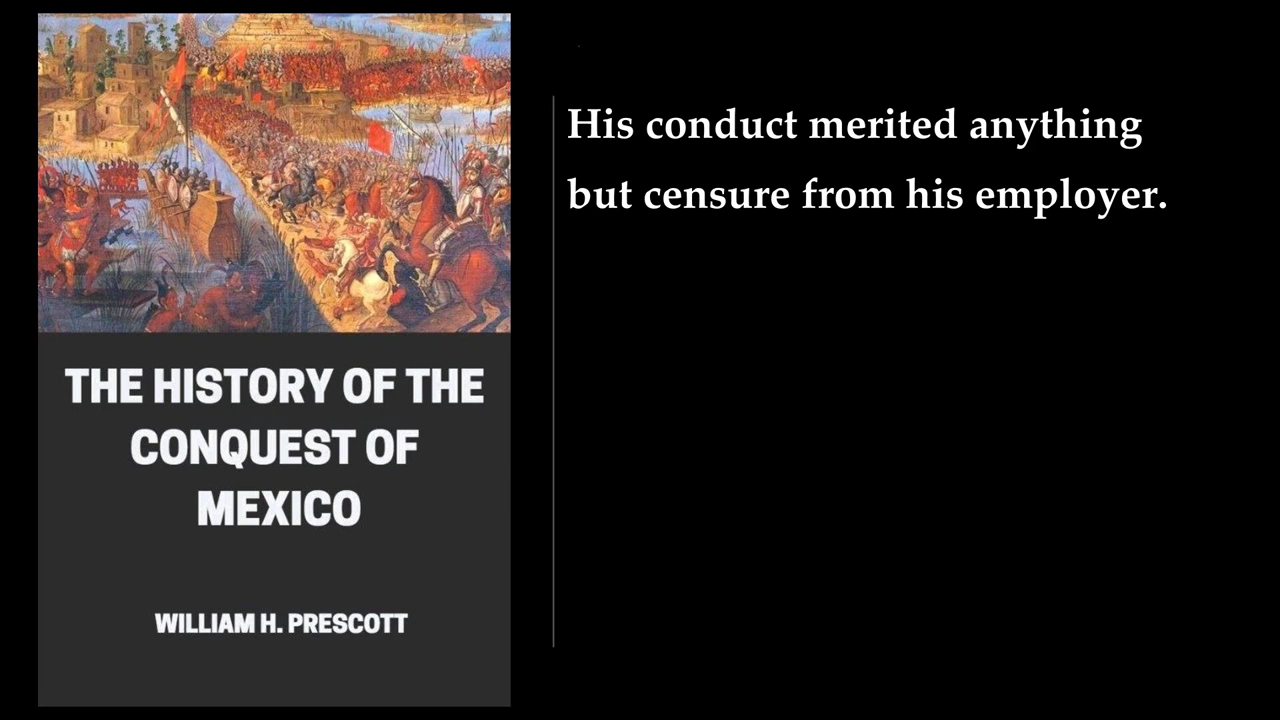 THE HISTORY OF THE
CONQUEST OF
MEXICO
WILLIAM H. PRESCOTT
His conduct merited anything
but censure from his employer.